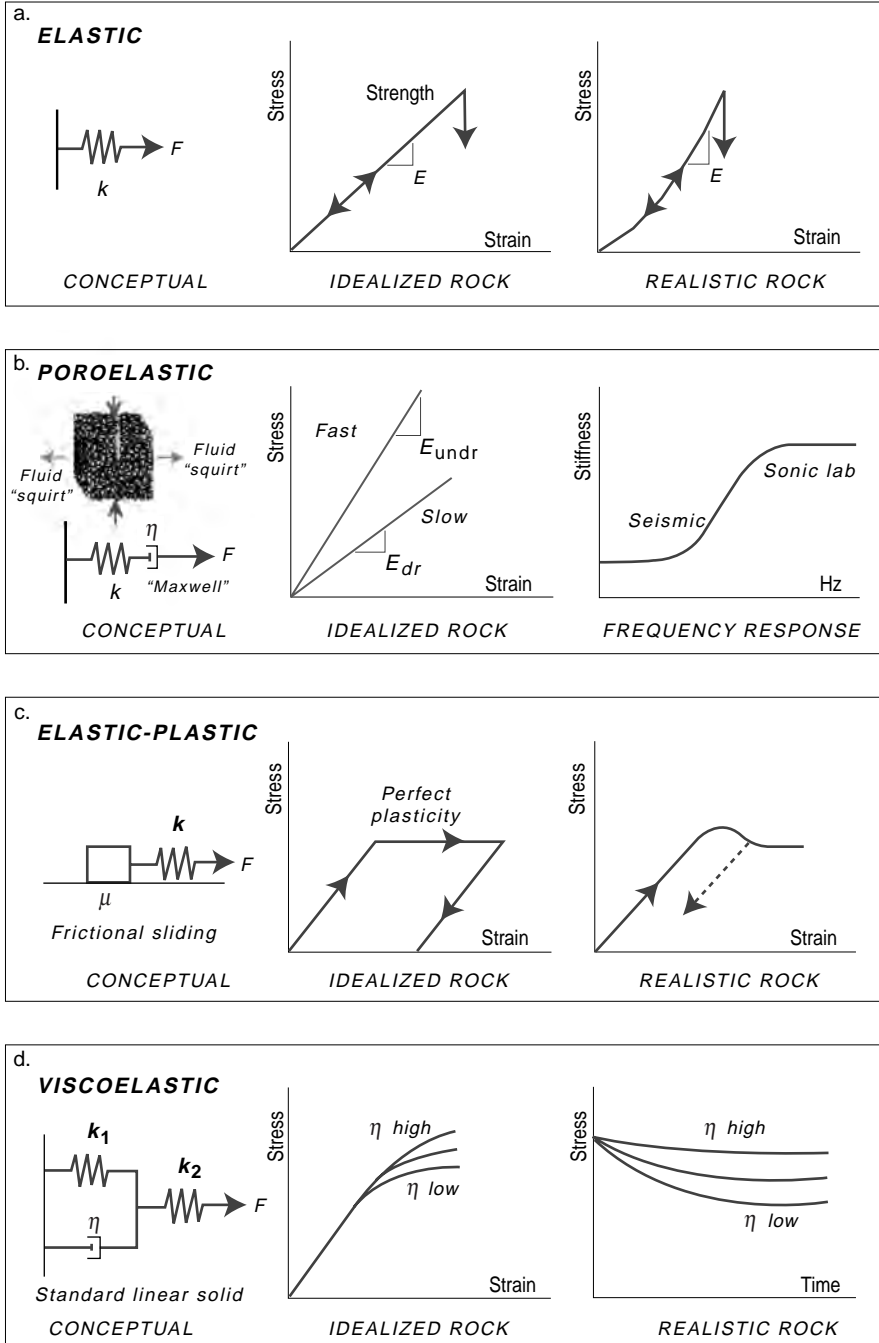 a.
ELASTIC
F
k
CONCEPTUAL
Stress
Strength
E
Strain
IDEALIZED ROCK
Stress
E
Strain
REALISTIC ROCK
b.
POROELASTIC
Fluid
"squirt"
Fluid
"squirt"
η
F
k
"Maxwell"
CONCEPTUAL
Stress
Fast
Eundr
Slow
Edr
Strain
IDEALIZED ROCK
Stiffness
Sonic lab
Seismic
Hz
FREQUENCY RESPONSE
c.
ELASTIC-PLASTIC
k
F
μ
Frictional sliding
CONCEPTUAL
Stress
Perfect
plasticity
Strain
IDEALIZED ROCK
Stress
Strain
REALISTIC ROCK
d.
VISCOELASTIC
k1
k2
F
η
Standard linear solid
CONCEPTUAL
Stress
η high
η low
Strain
IDEALIZED ROCK
Stress
η high
η low
Time
REALISTIC ROCK